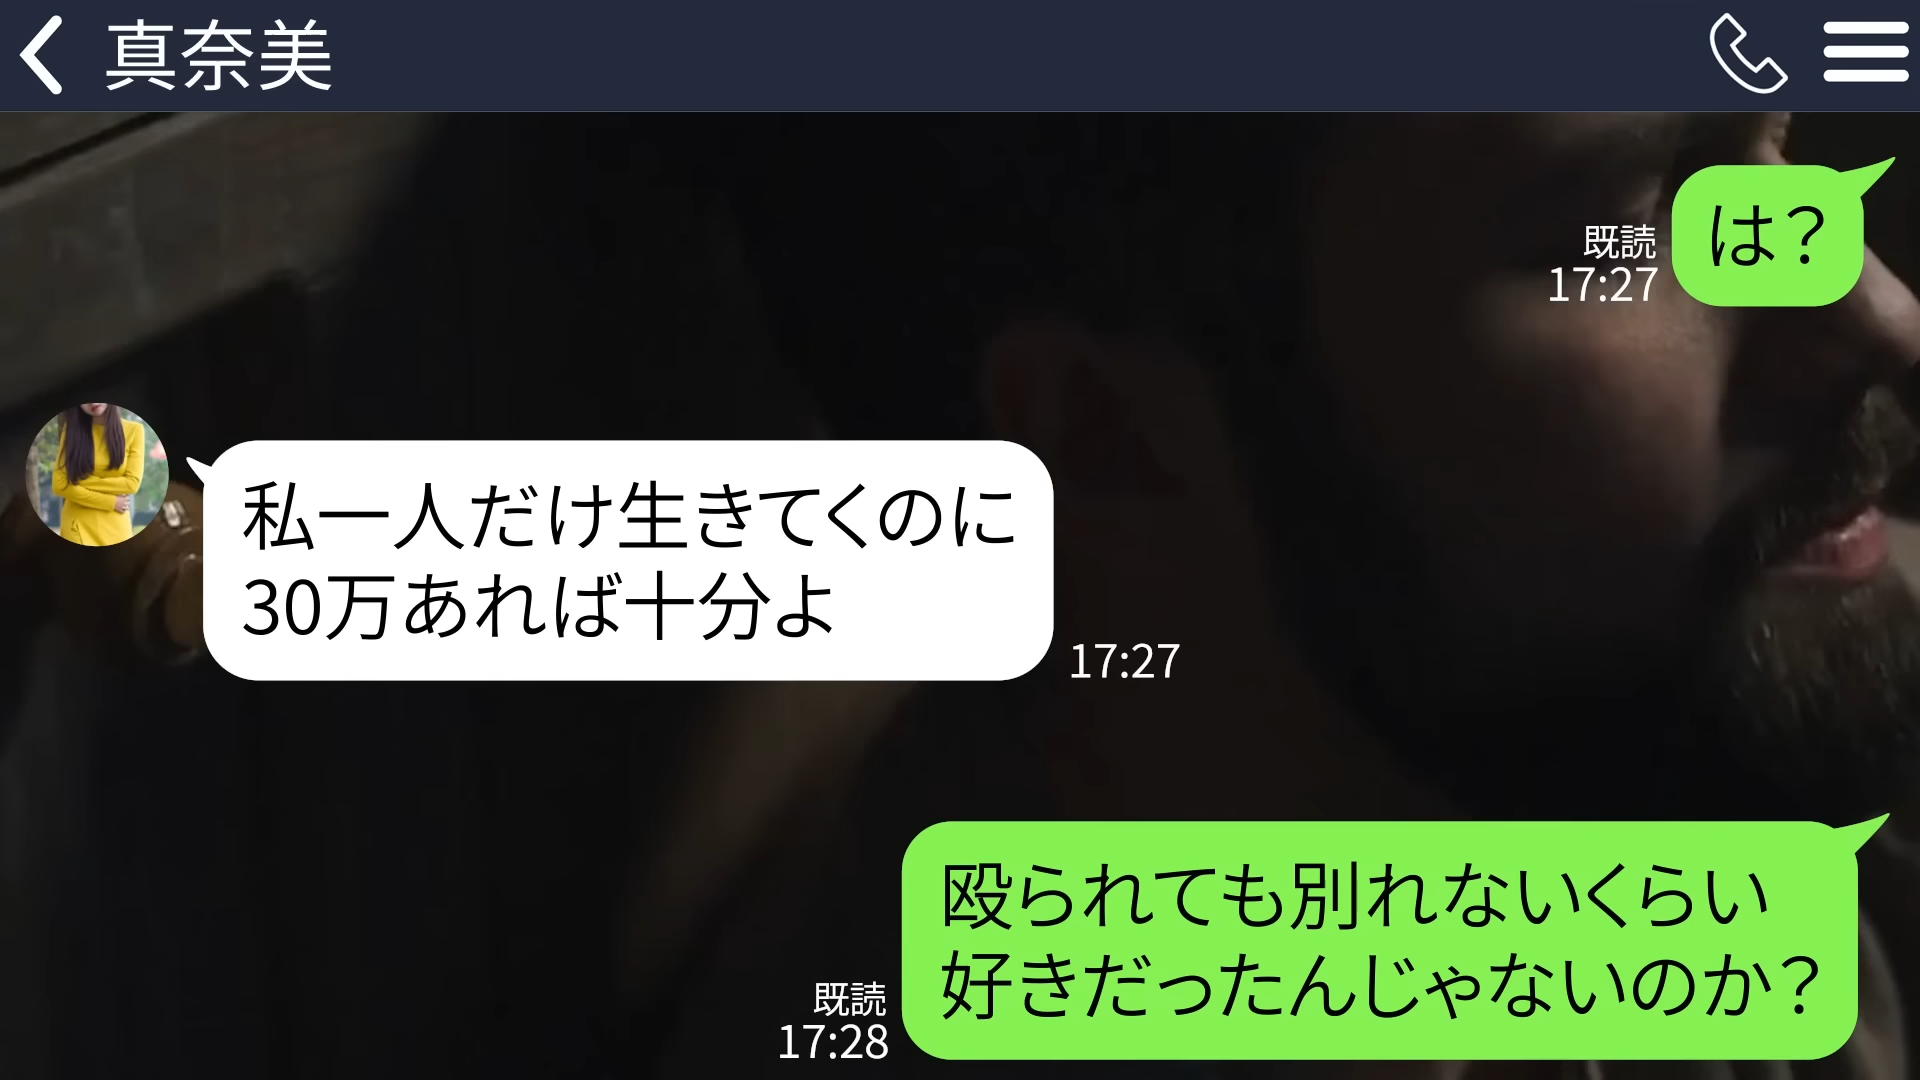 真奈美
は？
既読
17:27
私一人だけ生きてくのに
30万あれば十分よ
17:27
殴られても別れないくらい
好きだったんじゃないのか？
既読
17:28